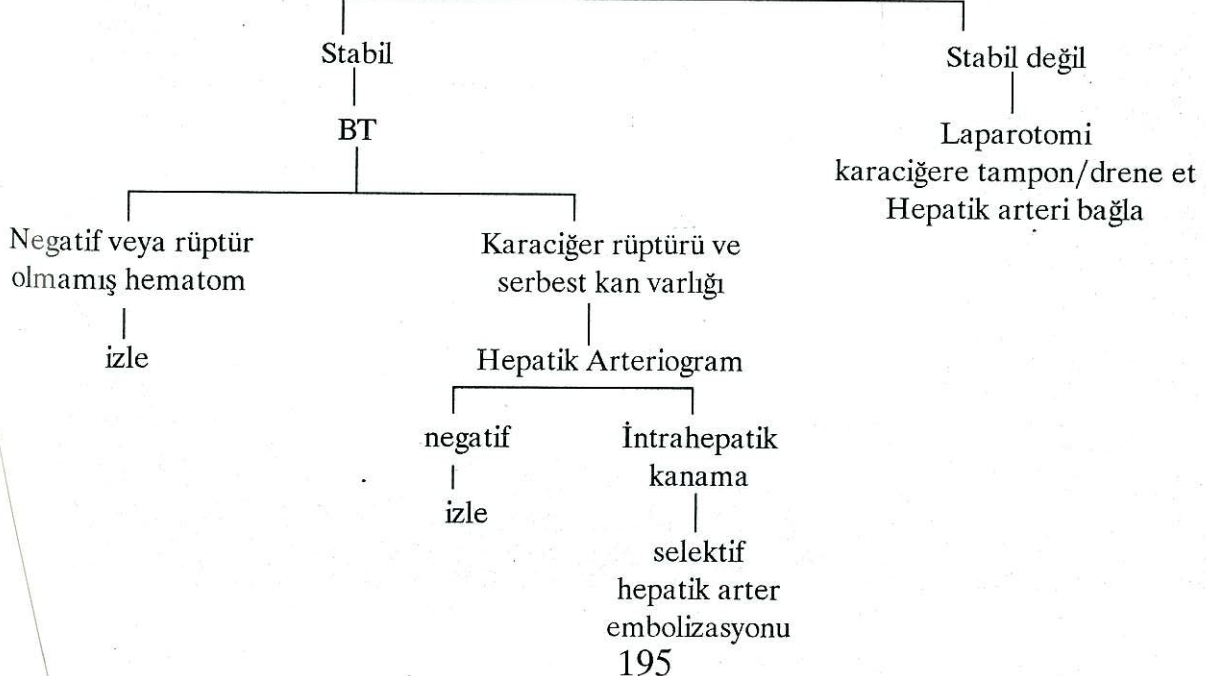 Stabil
Stabil değil
BT
Laparotomi
karaciğere tampon/drene et
Hepatik arteri bağla
Negatif veya rüptür
olmamış hematom
izle
Karaciğer rüptürü ve
serbest kan varlığı
Hepatik Arteriogram
negatif
izle
İntrahepatik
kanama
selektif
hepatik arter
embolizasyonu
195